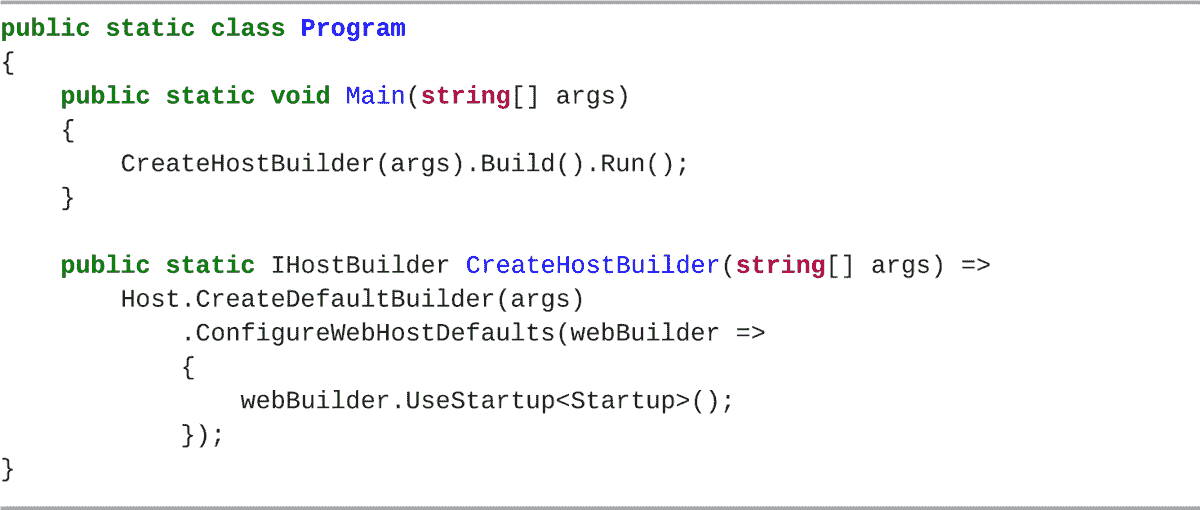 public static class Program
{
    public static void Main(string[] args)
    {
        CreateHostBuilder(args).Build().Run();
    }

    public static IHostBuilder CreateHostBuilder(string[] args) =>
        Host.CreateDefaultBuilder(args)
            .ConfigureWebHostDefaults(webBuilder =>
            {
                webBuilder.UseStartup<Startup>();
            });
}